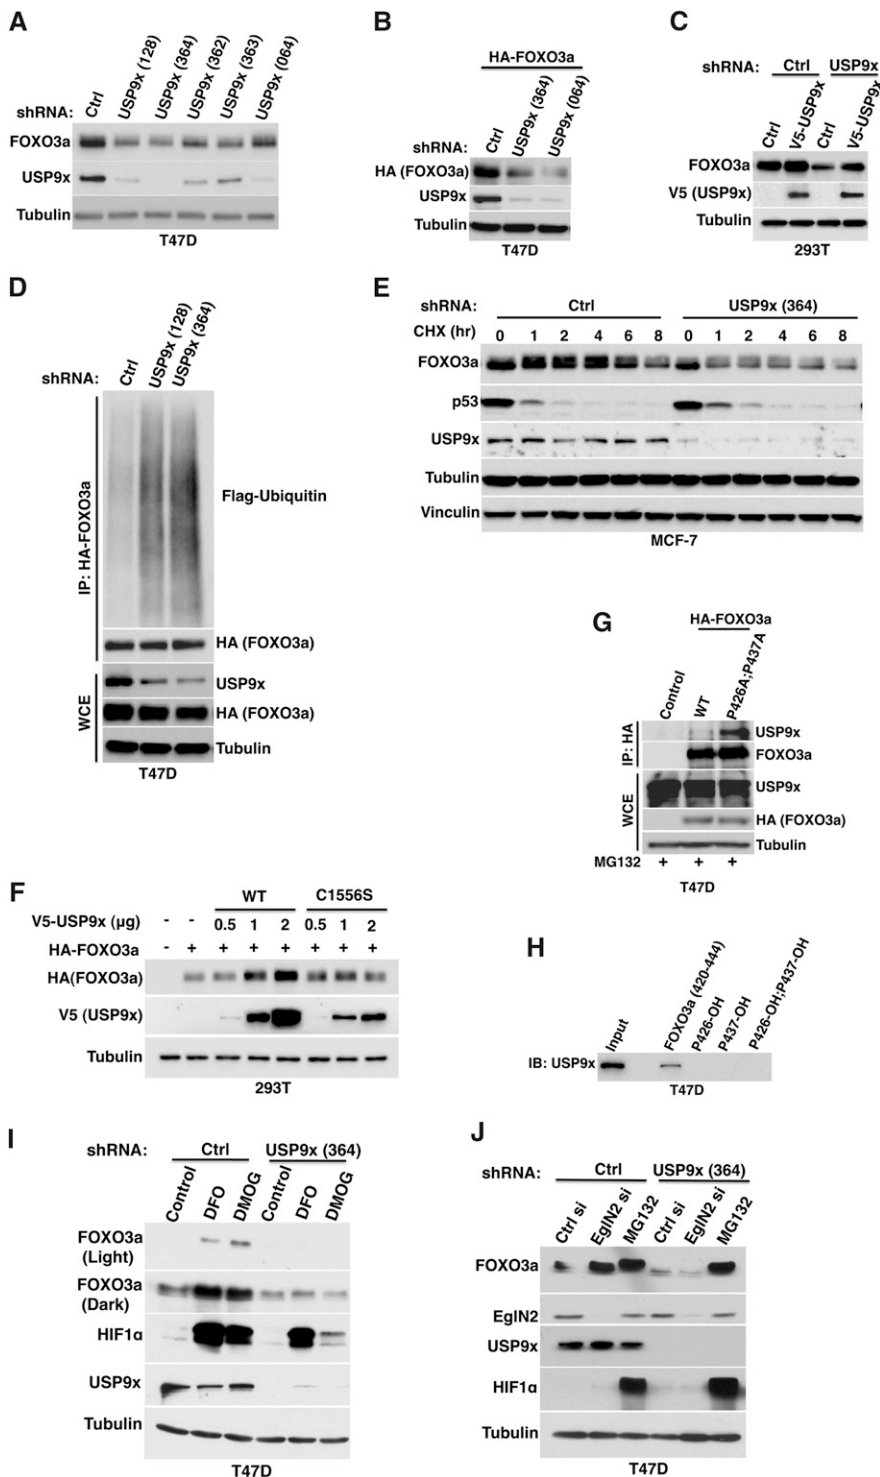 A
shRNA:
Ctrl
USP9x (128)
USP9x (364)
USP9x (362)
USP9x (363)
USP9x (064)
FOXO3a
USP9x
Tubulin
T47D
B
HA-FOXO3a
shRNA:
Ctrl
USP9x (364)
USP9x (064)
HA (FOXO3a)
USP9x
Tubulin
T47D
C
shRNA:
Ctrl
USP9x
Ctrl
V5-USP9x
Ctrl
V5-USP9x
FOXO3a
V5 (USP9x)
Tubulin
293T
D
shRNA:
Ctrl
USP9x (128)
USP9x (364)
IP: HA-FOXO3a
Flag-Ubiquitin
HA (FOXO3a)
WCE
USP9x
HA (FOXO3a)
Tubulin
T47D
E
shRNA: Ctrl USP9x (364)
CHX (hr) 0 1 2 4 6 8 0 1 2 4 6 8
FOXO3a
p53
USP9x
Tubulin
Vinculin
MCF-7
G
HA-FOXO3a
Control
WT
P426A;P437A
IP: HA
USP9x
FOXO3a
WCE
USP9x
HA (FOXO3a)
Tubulin
MG132 + + +
T47D
F
WT C1556S
V5-USP9x (μg) - - 0.5 1 2 0.5 1 2
HA-FOXO3a - + + + + + + +
HA(FOXO3a)
V5 (USP9x)
Tubulin
293T
H
Input
FOXO3a (420-444)
P426-OH
P437-OH
P426-OH;P437-OH
IB: USP9x
T47D
I
shRNA: Ctrl USP9x (364)
Control
DFO
DMOG
Control
DFO
DMOG
FOXO3a
(Light)
FOXO3a
(Dark)
HIF1α
USP9x
Tubulin
T47D
J
shRNA: Ctrl USP9x (364)
Ctrl si
EglN2 si
MG132
Ctrl si
EglN2 si
MG132
FOXO3a
EglN2
USP9x
HIF1α
Tubulin
T47D